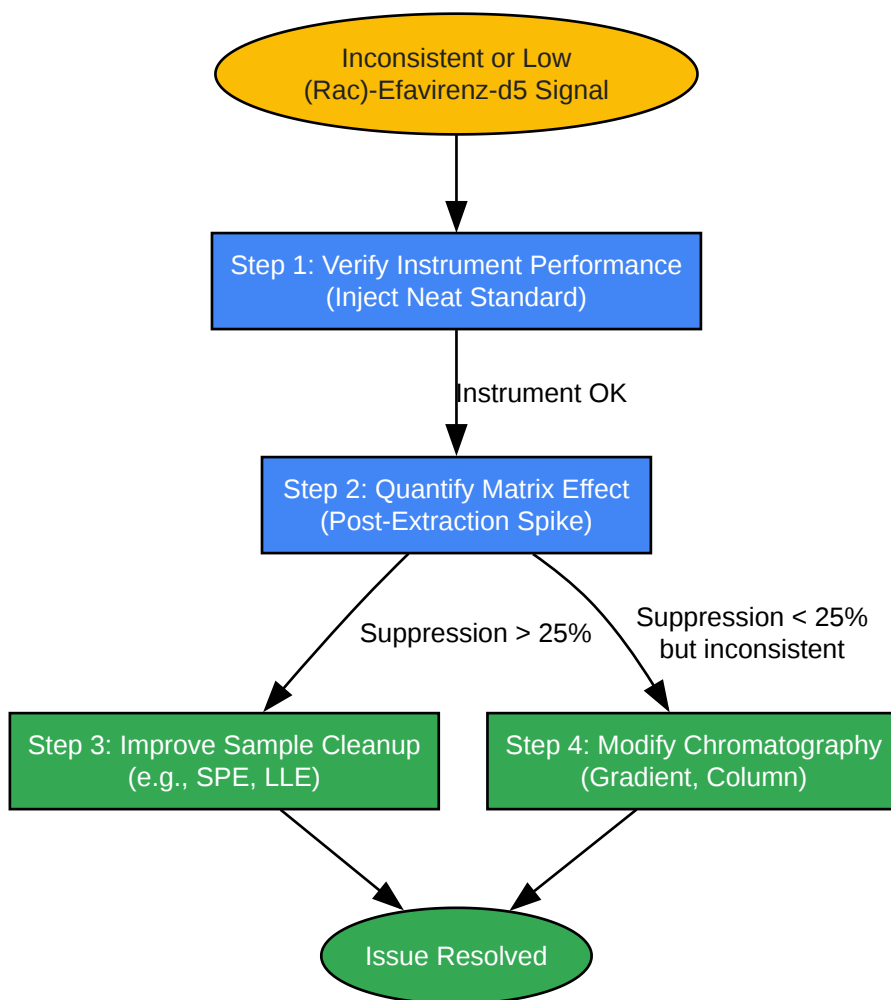 Inconsistent or Low
(Rac)-Efavirenz-d5 Signal
Step 1: Verify Instrument Performance
(Inject Neat Standard)
Instrument OK
Step 2: Quantify Matrix Effect
(Post-Extraction Spike)
Suppression > 25%
Suppression < 25%
but inconsistent
Step 3: Improve Sample Cleanup
(e.g., SPE, LLE)
Step 4: Modify Chromatography
(Gradient, Column)
Issue Resolved